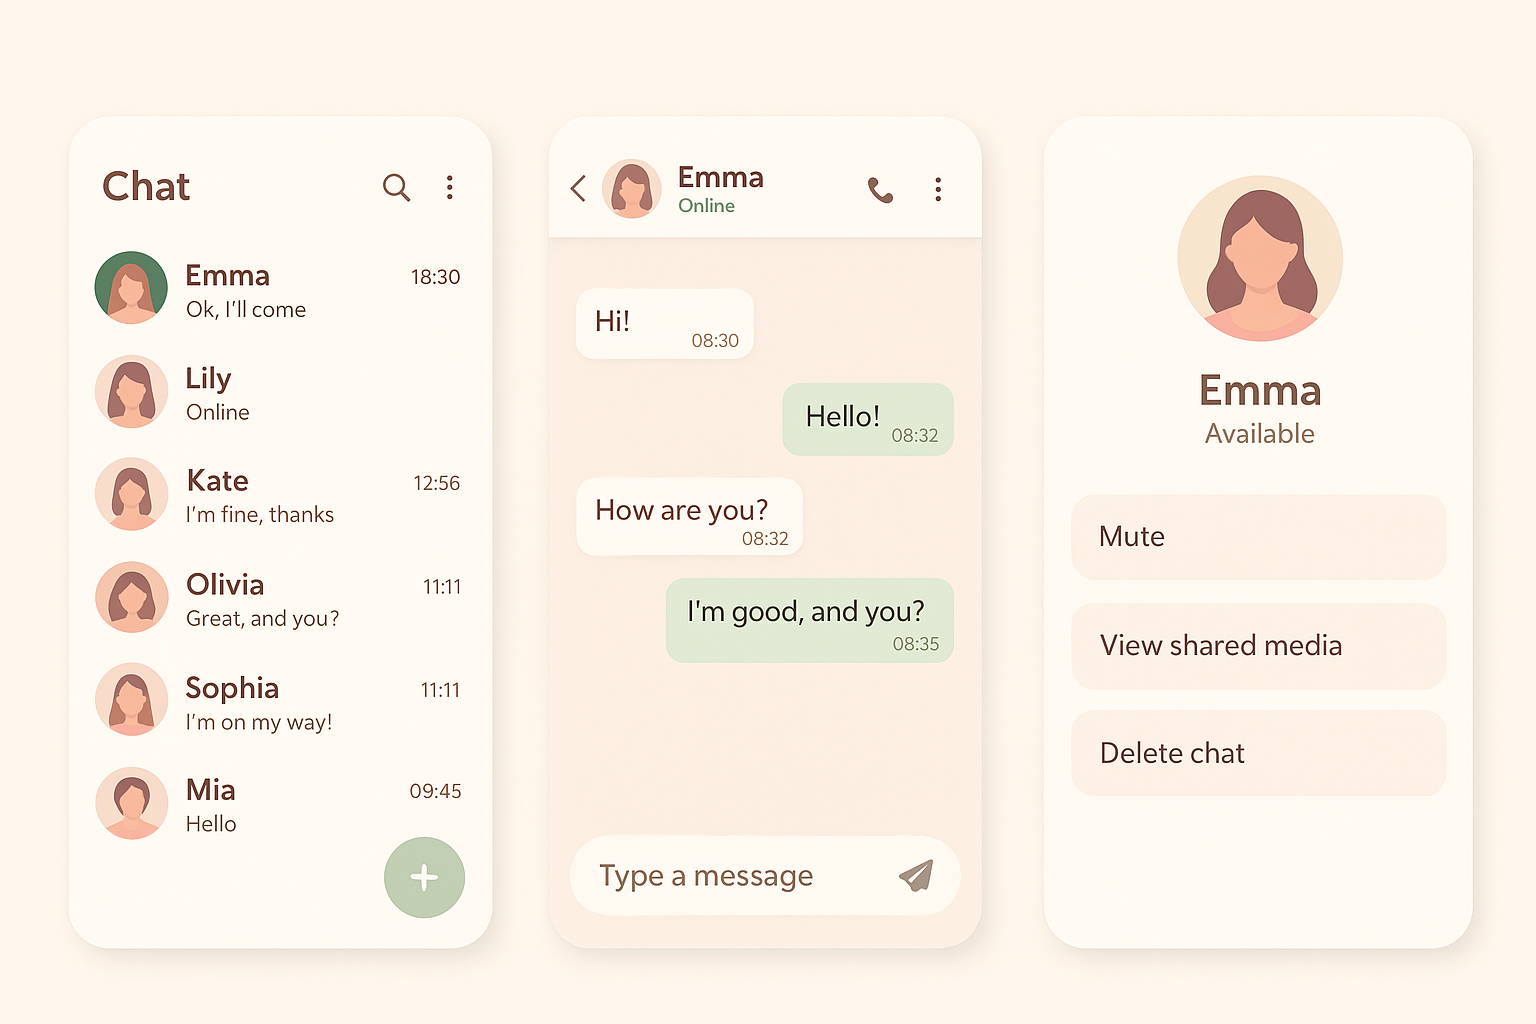 Chat
Emma 18:30
Ok, I'll come
Lily
Online
Kate 12:56
I'm fine, thanks
Olivia 11:11
Great, and you?
Sophia 11:11
I'm on my way!
Mia 09:45
Hello
Emma
Online
Hi!
08:30
Hello!
08:32
How are you?
08:32
I'm good, and you?
08:35
Type a message
Emma
Available
Mute
View shared media
Delete chat